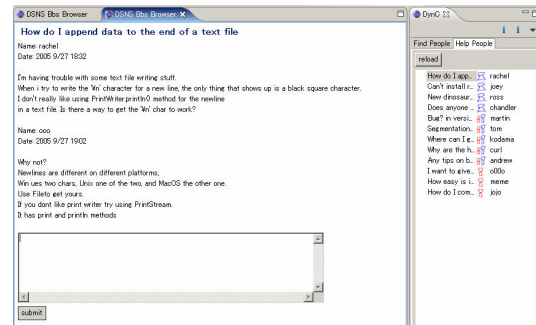 DSNS Bbs Browser
DSNS Bbs Browser
How do I append data to the end of a text file
Name: rachel
Date: 2005 9/27 18:32
I'm having trouble with some text file writing stuff.
When i try to write the '¥n' character for a new line, the only thing that shows up is a black square character.
I don't really like using PrintWriter.println() method for the newline
in a text file. Is there a way to get the '¥n' char to work?
Name: ooo
Date: 2005 9/27 19:02
Why not?
Newlines are different on different platforms,
Win ues two chars, Unix one of the two, and MacOS the other one.
Use Fileto get yours.
If you dont like print writer try using PrintStream.
It has print and println methods
submit
DynC
Find People Help People
reload
How do I app... rachel
Can't install r... joey
New dinosaur... ross
Does anyone ... chandler
Bug? in versi... martin
Segmentation... tom
Where can I g... kodama
Why are the h... curl
Any tips on b... andrew
I want to give... o00o
How easy is i... meme
How do I com... jojo